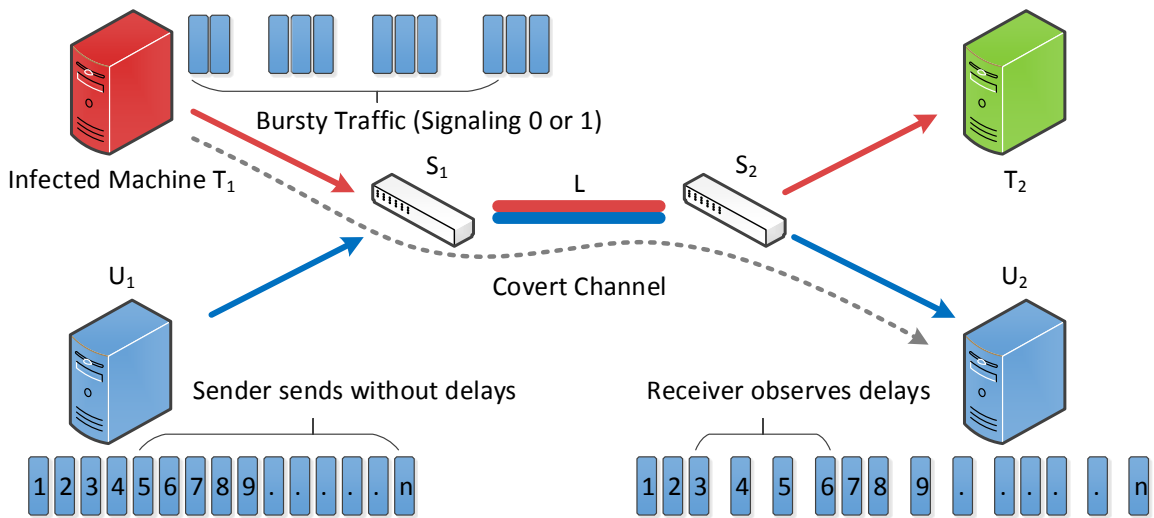 Bursty Traffic (Signaling 0 or 1)
Infected Machine T₁
S₁
L
S₂
T₂
U₁
Covert Channel
U₂
Sender sends without delays
Receiver observes delays
1 2 3 4 5 6 7 8 9 . . . . . n
1 2 3 4 5 6 7 8 9 . . . . . n